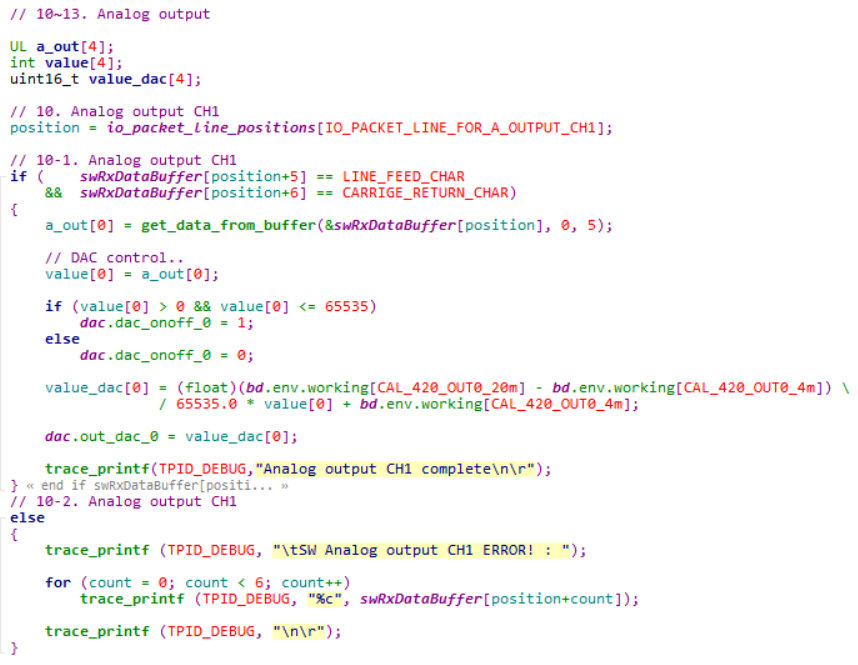 // 10~13. Analog output
UL a_out[4];
int value[4];
uint16_t value_dac[4];
// 10. Analog output CH1
position = io_packet_line_positions[IO_PACKET_LINE_FOR_A_OUTPUT_CH1];
// 10-1. Analog output CH1
if (    swRxDataBuffer[position+5] == LINE_FEED_CHAR
    &&  swRxDataBuffer[position+6] == CARRIGE_RETURN_CHAR)
{
    a_out[0] = get_data_from_buffer(&swRxDataBuffer[position], 0, 5);
    // DAC control..
    value[0] = a_out[0];
    if (value[0] > 0 && value[0] <= 65535)
        dac.dac_onoff_0 = 1;
    else
        dac.dac_onoff_0 = 0;
    value_dac[0] = (float)(bd.env.working[CAL_420_OUT0_20m] - bd.env.working[CAL_420_OUT0_4m]) \
                 / 65535.0 * value[0] + bd.env.working[CAL_420_OUT0_4m];
    dac.out_dac_0 = value_dac[0];
    trace_printf(TPID_DEBUG,"Analog output CH1 complete\n\r");
} « end if swRxDataBuffer[positi... »
// 10-2. Analog output CH1
else
{
    trace_printf (TPID_DEBUG, "\tSW Analog output CH1 ERROR! : ");
    for (count = 0; count < 6; count++)
        trace_printf (TPID_DEBUG, "%c", swRxDataBuffer[position+count]);
    trace_printf (TPID_DEBUG, "\n\r");
}